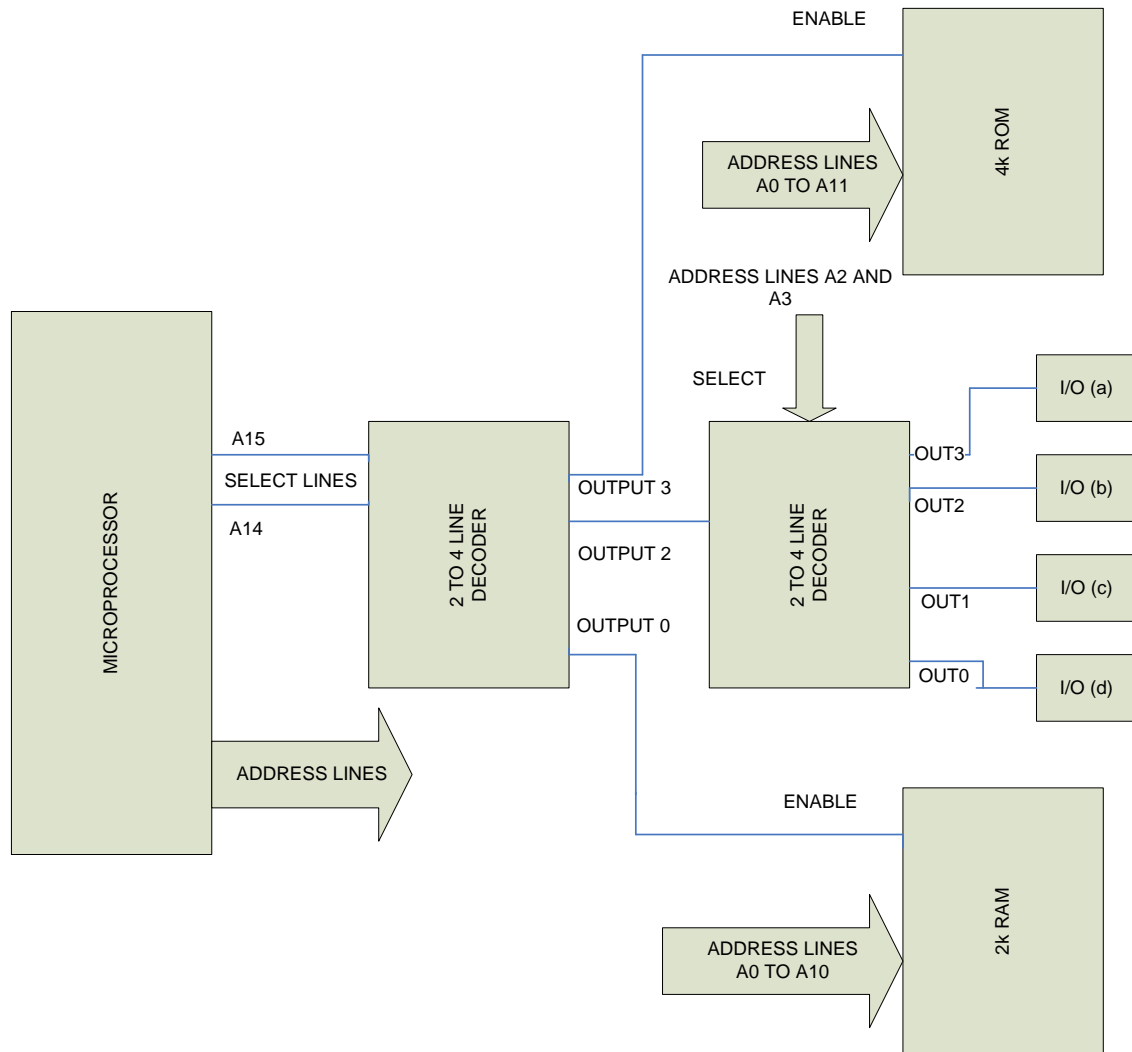 ENABLE
4k ROM
ADDRESS LINES
A0 TO A11
ADDRESS LINES A2 AND
A3
SELECT
I/O (a)
A15
SELECT LINES
A14
MICROPROCESSOR
2 TO 4 LINE
DECODER
OUTPUT 3
OUTPUT 2
OUTPUT 0
2 TO 4 LINE
DECODER
OUT3
OUT2
OUT1
OUT0
I/O (b)
I/O (c)
I/O (d)
ADDRESS LINES
ENABLE
2k RAM
ADDRESS LINES
A0 TO A10